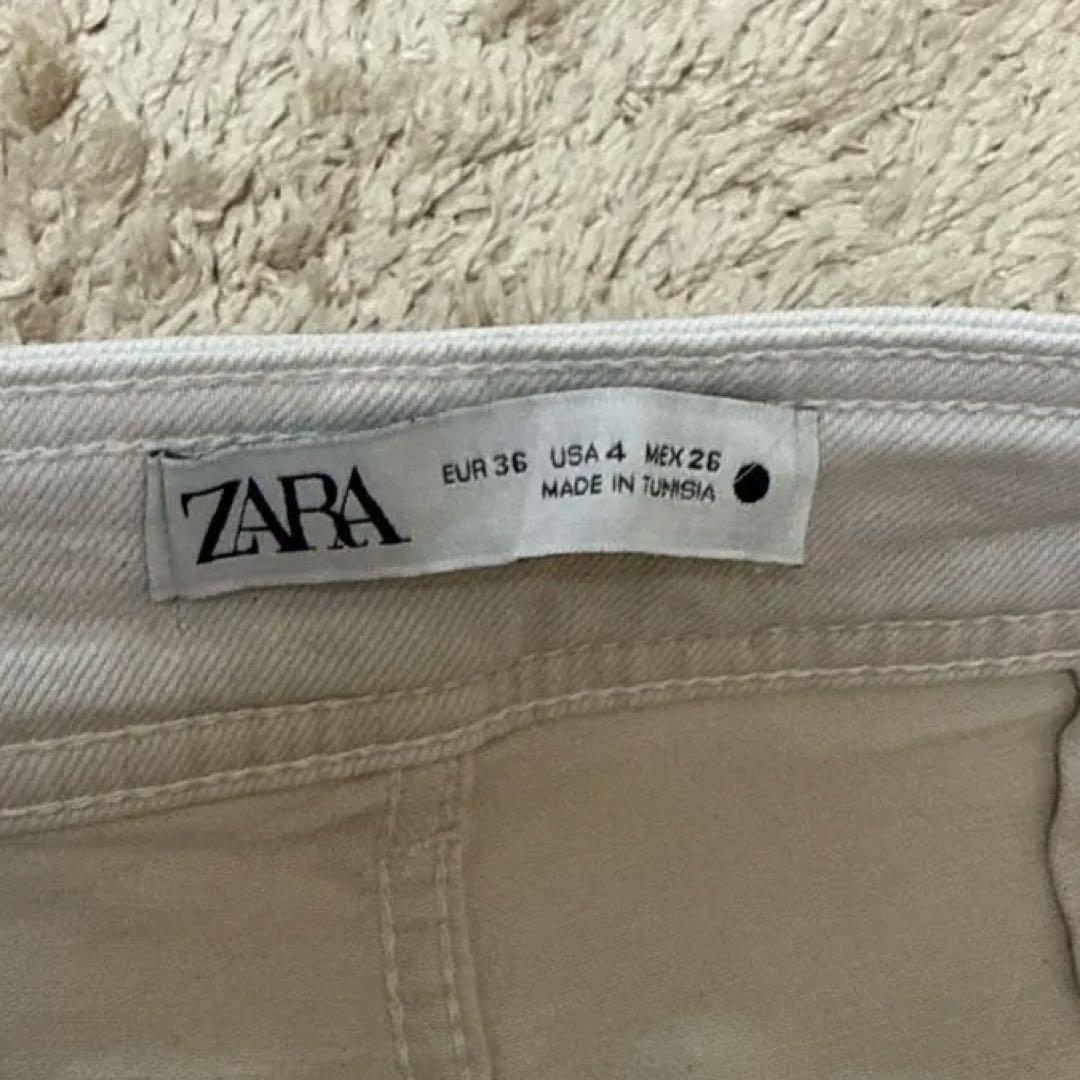 ZARA
EUR 36 USA 4 MEX 26
MADE IN TUNISIA